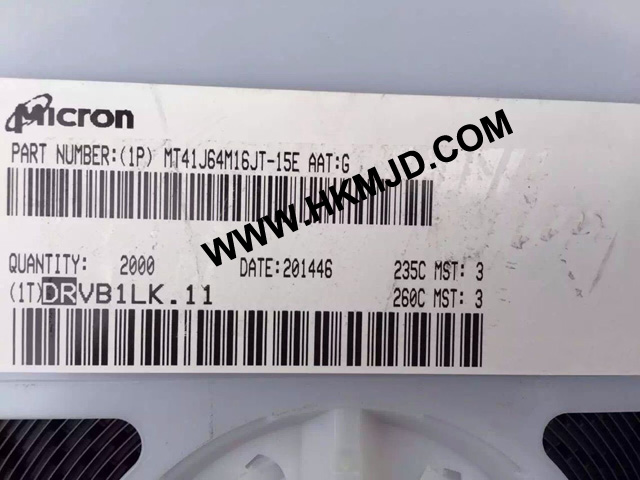 Micron
PART NUMBER:(1P) MT41J64M16JT-15E AAT:G
WWW.HKMJD.COM
QUANTITY: 2000 DATE:201446 235C MST: 3
(1T)DRVB1LK.11 260C MST: 3